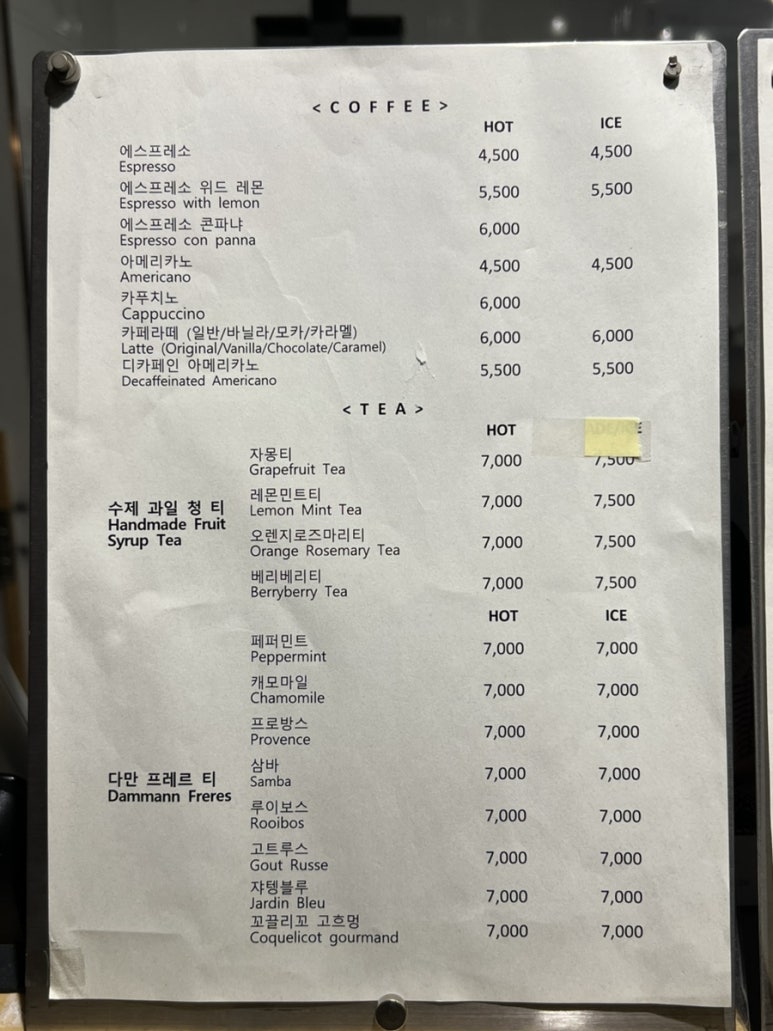 <COFFEE>
HOT ICE
에스프레소
Espresso 4,500 4,500
에스프레소 위드 레몬
Espresso with lemon 5,500 5,500
에스프레소 콘파냐
Espresso con panna 6,000
아메리카노
Americano 4,500 4,500
카푸치노
Cappuccino 6,000
카페라떼 (일반/바닐라/모카/카라멜)
Latte (Original/Vanilla/Chocolate/Caramel) 6,000 6,000
디카페인 아메리카노
Decaffeinated Americano 5,500 5,500
<TEA>
HOT ADE/ICE
수제 과일 청 티
Handmade Fruit
Syrup Tea
자몽티
Grapefruit Tea 7,000 7,500
레몬민트티
Lemon Mint Tea 7,000 7,500
오렌지로즈마리티
Orange Rosemary Tea 7,000 7,500
베리베리티
Berryberry Tea 7,000 7,500
HOT ICE
다만 프레르 티
Dammann Freres
페퍼민트
Peppermint 7,000 7,000
캐모마일
Chamomile 7,000 7,000
프로방스
Provence 7,000 7,000
삼바
Samba 7,000 7,000
루이보스
Rooibos 7,000 7,000
고트루스
Gout Russe 7,000 7,000
쟈텡블루
Jardin Bleu 7,000 7,000
꼬끌리꼬 고흐멍
Coquelicot gourmand 7,000 7,000